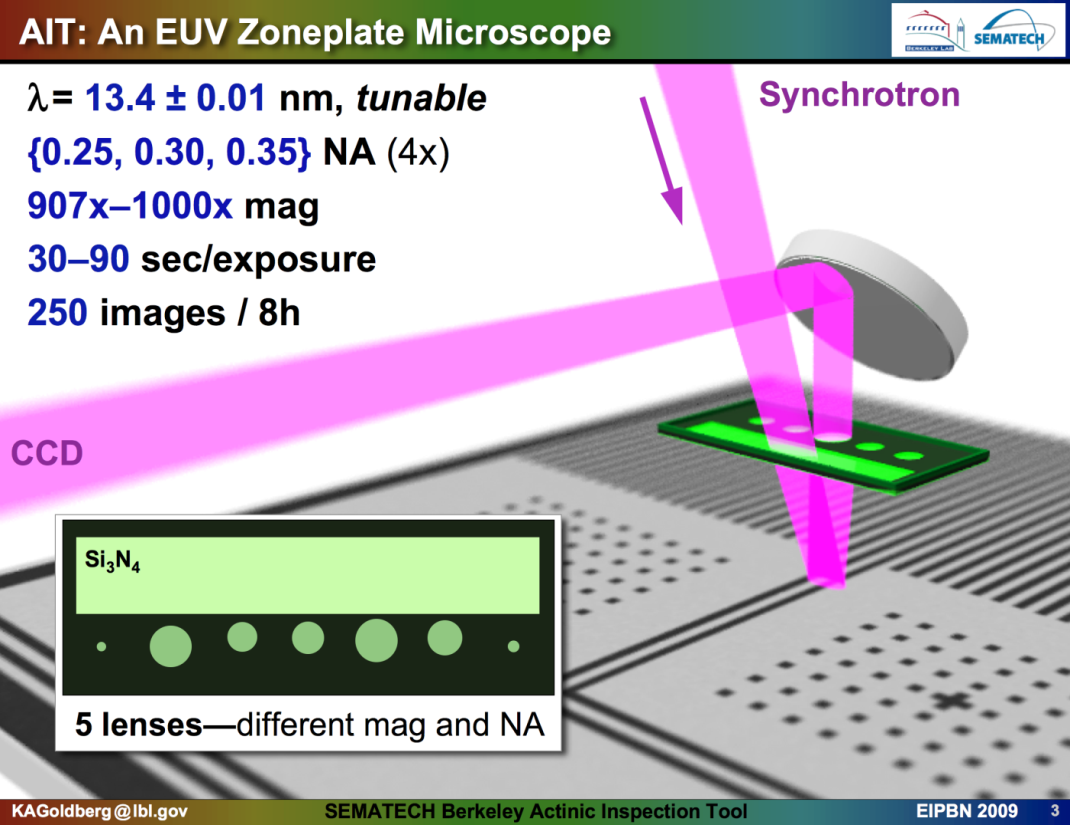 AIT: An EUV Zoneplate Microscope
BERKELEY LAB
SEMATECH
λ = 13.4 ± 0.01 nm, tunable
{0.25, 0.30, 0.35} NA (4x)
907x–1000x mag
30–90 sec/exposure
250 images / 8h
Synchrotron
CCD
Si₃N₄
5 lenses—different mag and NA
KAGoldberg@lbl.gov
SEMATECH Berkeley Actinic Inspection Tool
EIPBN 2009
3